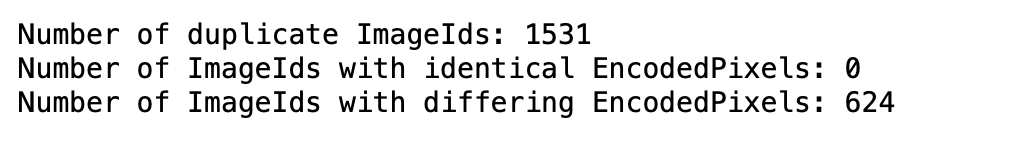 Number of duplicate ImageIds: 1531
Number of ImageIds with identical EncodedPixels: 0
Number of ImageIds with differing EncodedPixels: 624